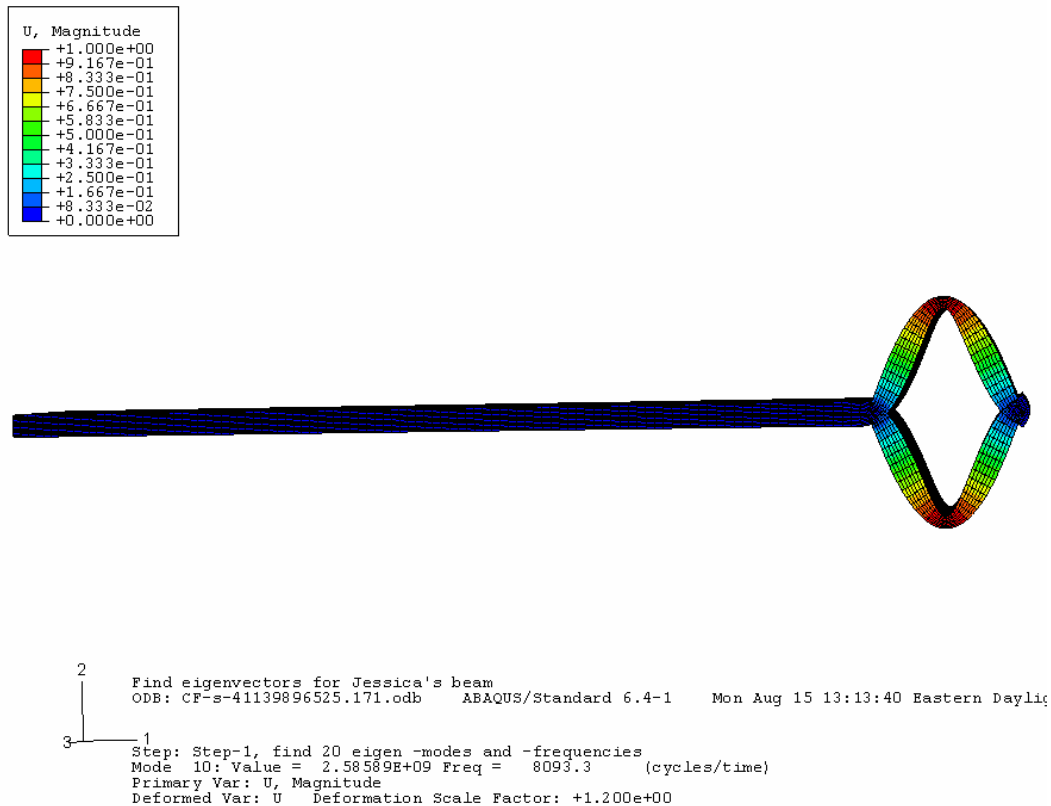 U, Magnitude
+1.000e+00
+9.167e-01
+8.333e-01
+7.500e-01
+6.667e-01
+5.833e-01
+5.000e-01
+4.167e-01
+3.333e-01
+2.500e-01
+1.667e-01
+8.333e-02
+0.000e+00
2
3
1
Find eigenvectors for Jessica's beam
ODB: CF-s-41139896525.171.odb ABAQUS/Standard 6.4-1 Mon Aug 15 13:13:40 Eastern Daylig
Step: Step-1, find 20 eigen -modes and -frequencies
Mode 10: Value = 2.58589E+09 Freq = 8093.3 (cycles/time)
Primary Var: U, Magnitude
Deformed Var: U Deformation Scale Factor: +1.200e+00